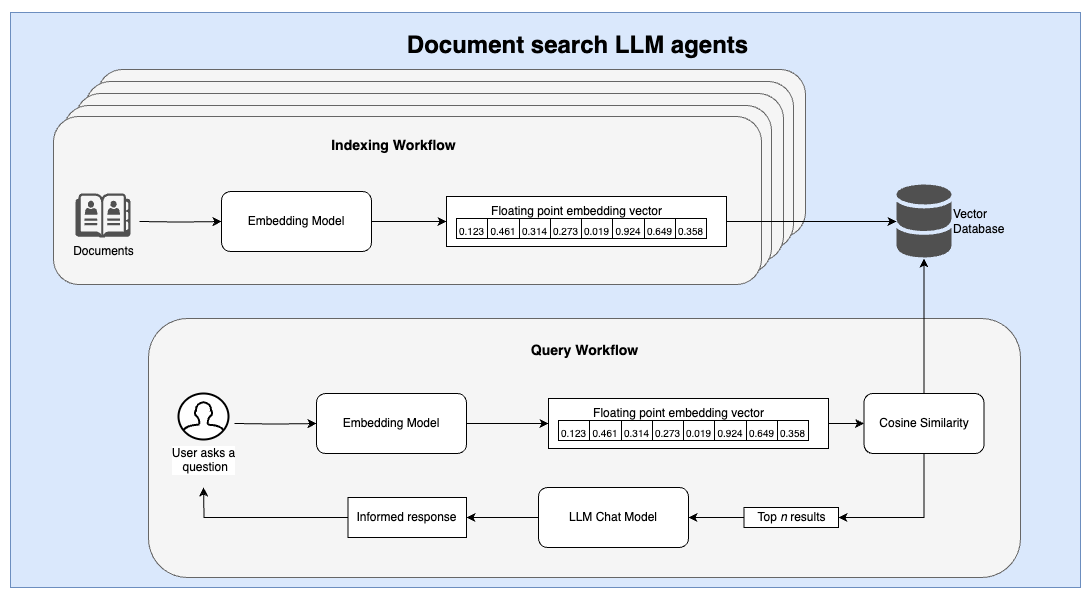 Document search LLM agents
Indexing Workflow
Documents
Embedding Model
Floating point embedding vector
0.123 0.461 0.314 0.273 0.019 0.924 0.649 0.358
Vector
Database
Query Workflow
User asks a
question
Embedding Model
Floating point embedding vector
0.123 0.461 0.314 0.273 0.019 0.924 0.649 0.358
Cosine Similarity
Informed response
LLM Chat Model
Top n results